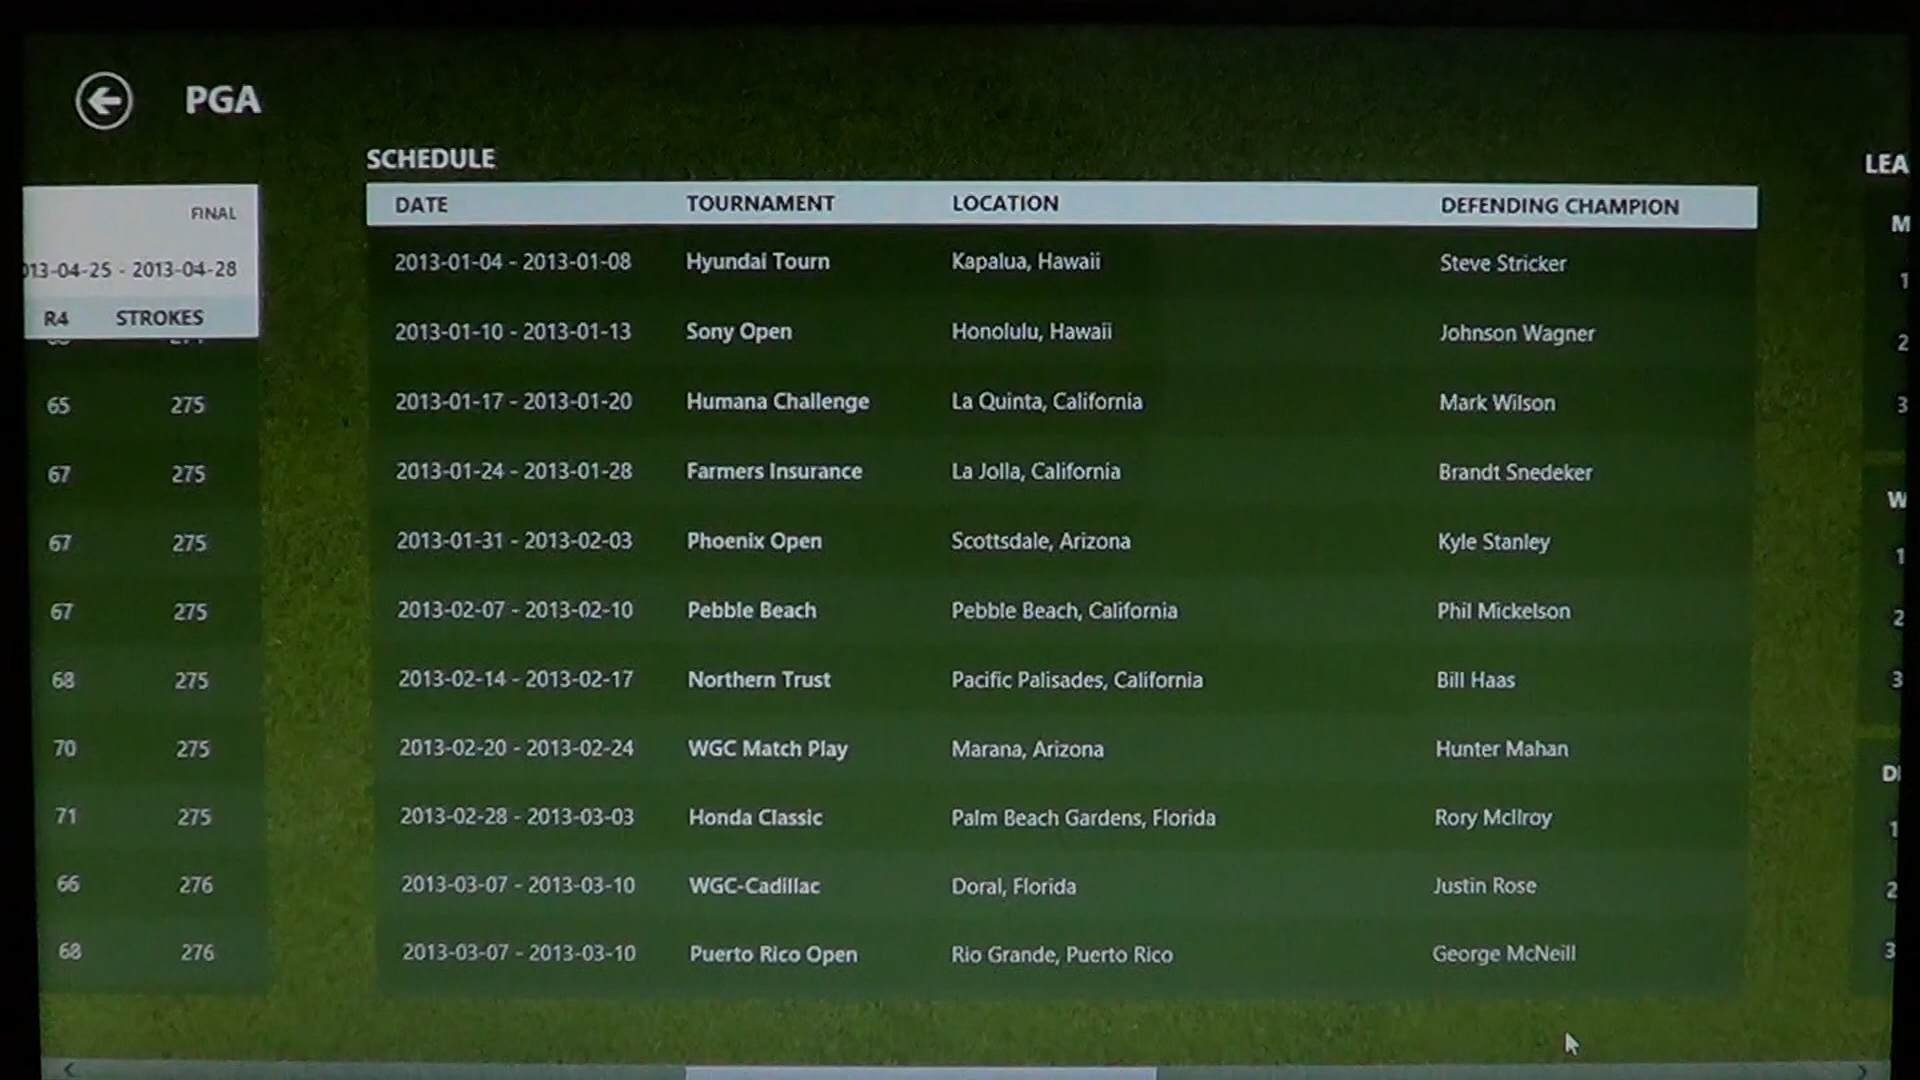 PGA
SCHEDULE
LEA
FINAL
2013-04-28
R4 STROKES
65 275
67 275
67 275
67 275
68 275
70 275
71 275
66 276
68 276
DATE TOURNAMENT LOCATION DEFENDING CHAMPION
2013-01-04 - 2013-01-08 Hyundai Tourn Kapalua, Hawaii Steve Stricker
2013-01-10 - 2013-01-13 Sony Open Honolulu, Hawaii Johnson Wagner
2013-01-17 - 2013-01-20 Humana Challenge La Quinta, California Mark Wilson
2013-01-24 - 2013-01-28 Farmers Insurance La Jolla, California Brandt Snedeker
2013-01-31 - 2013-02-03 Phoenix Open Scottsdale, Arizona Kyle Stanley
2013-02-07 - 2013-02-10 Pebble Beach Pebble Beach, California Phil Mickelson
2013-02-14 - 2013-02-17 Northern Trust Pacific Palisades, California Bill Haas
2013-02-20 - 2013-02-24 WGC Match Play Marana, Arizona Hunter Mahan
2013-02-28 - 2013-03-03 Honda Classic Palm Beach Gardens, Florida Rory McIlroy
2013-03-07 - 2013-03-10 WGC-Cadillac Doral, Florida Justin Rose
2013-03-07 - 2013-03-10 Puerto Rico Open Rio Grande, Puerto Rico George McNeill
M
1
2
3
W
1
2
3
D
1
2
3